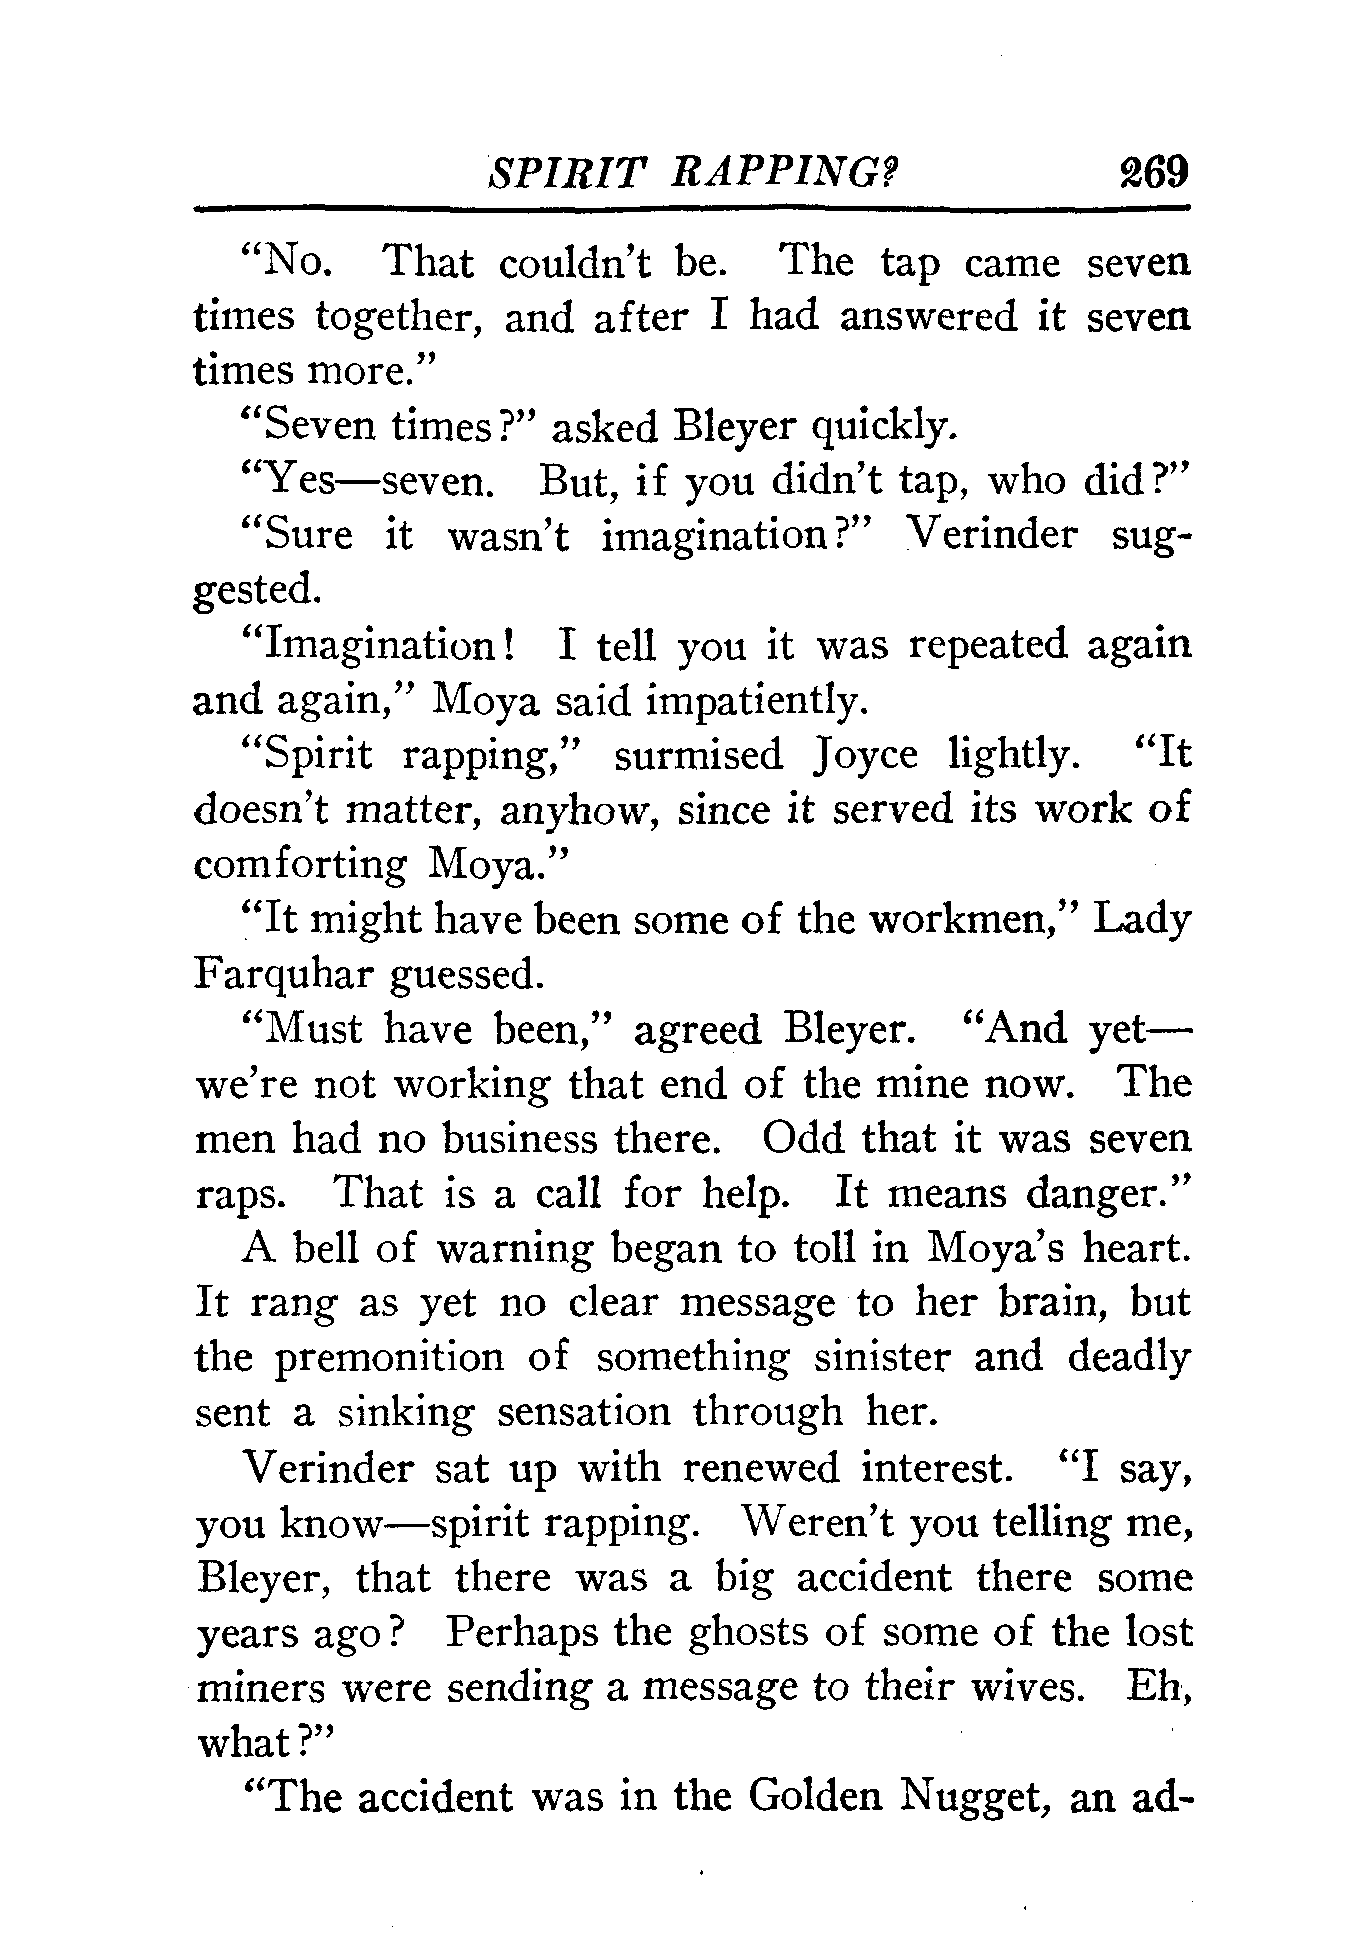 SPIRIT RAPPING? 269
"No. That couldn't be. The tap came seven
times together, and after I had answered it seven
times more."
"Seven times?" asked Bleyer quickly.
"Yes—seven. But, if you didn't tap, who did?"
"Sure it wasn't imagination?" Verinder sug-
gested.
"Imagination! I tell you it was repeated again
and again," Moya said impatiently.
"Spirit rapping," surmised Joyce lightly. "It
doesn't matter, anyhow, since it served its work of
comforting Moya."
"It might have been some of the workmen," Lady
Farquhar guessed.
"Must have been," agreed Bleyer. "And yet—
we're not working that end of the mine now. The
men had no business there. Odd that it was seven
raps. That is a call for help. It means danger."
A bell of warning began to toll in Moya's heart.
It rang as yet no clear message to her brain, but
the premonition of something sinister and deadly
sent a sinking sensation through her.
Verinder sat up with renewed interest. "I say,
you know—spirit rapping. Weren't you telling me,
Bleyer, that there was a big accident there some
years ago? Perhaps the ghosts of some of the lost
miners were sending a message to their wives. Eh,
what?"
"The accident was in the Golden Nugget, an ad-